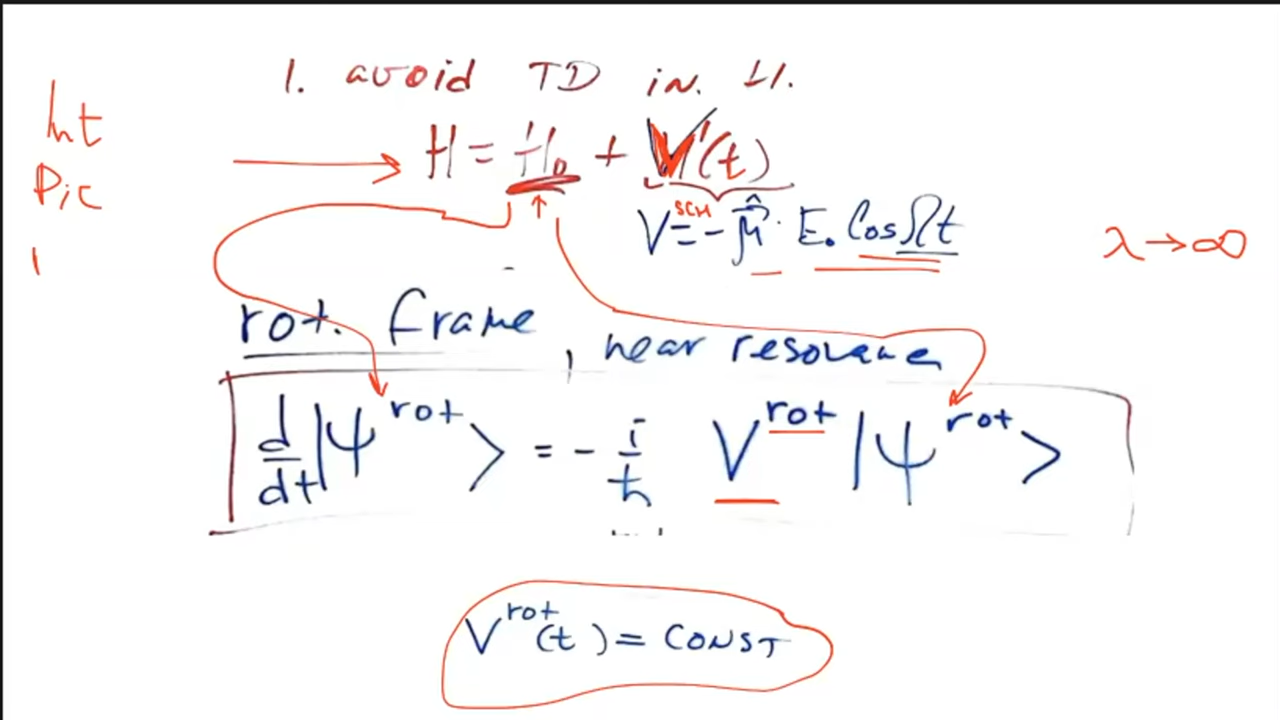 1. avoid TD in H.
Int
Pic
H = H₀ + V'(t)
V^SCH = - μ̂ · E₀ Cos Ωt
λ → ∞
rot. frame, near resonance
d/dt |ψ^rot> = - i/ħ V^rot |ψ^rot>
V^rot(t) = CONST